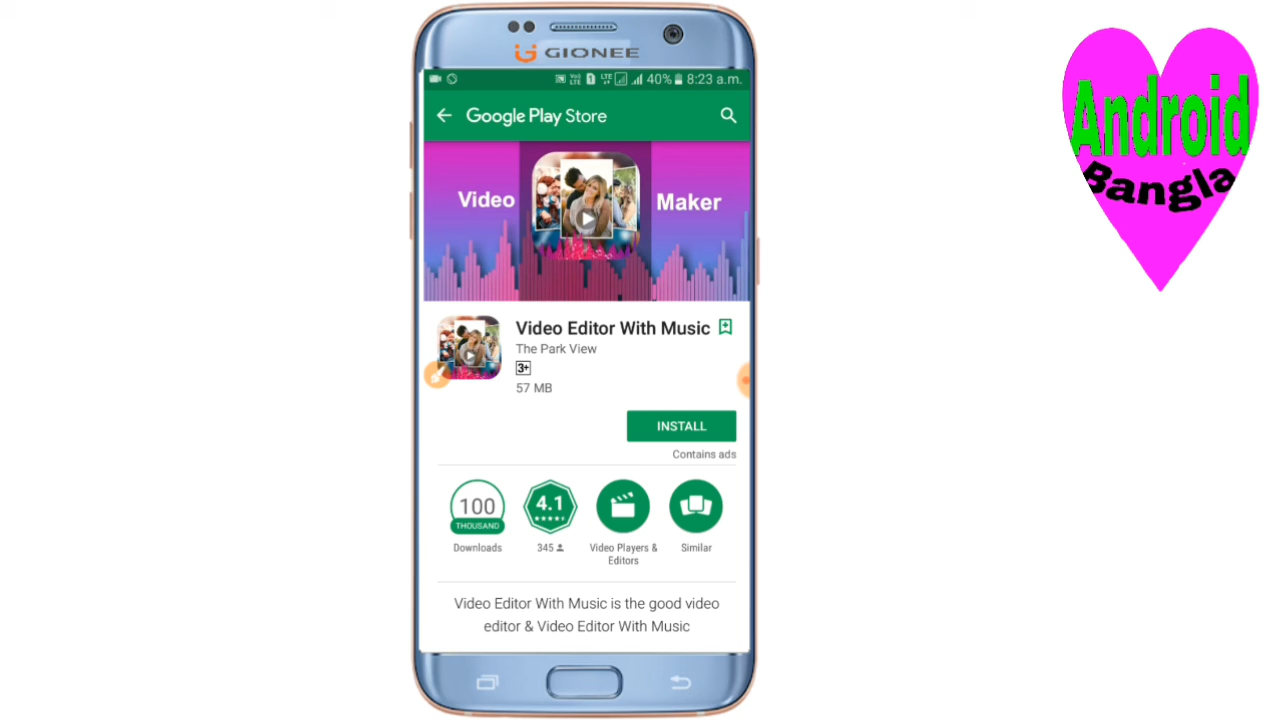 GIONEE
40% 8:23 a.m.
Google Play Store
Video Maker
Video Editor With Music
The Park View
3+
57 MB
INSTALL
Contains ads
100
THOUSAND
Downloads
4.1
345
Video Players &
Editors
Similar
Video Editor With Music is the good video
editor & Video Editor With Music
Android
Bangla